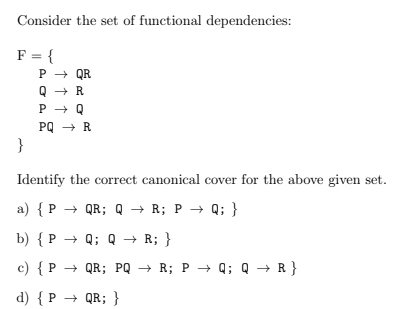 Consider the set of functional dependencies:
F = {
P → QR
Q → R
P → Q
PQ → R
}
Identify the correct canonical cover for the above given set.
a) { P → QR; Q → R; P → Q; }
b) { P → Q; Q → R; }
c) { P → QR; PQ → R; P → Q; Q → R }
d) { P → QR; }